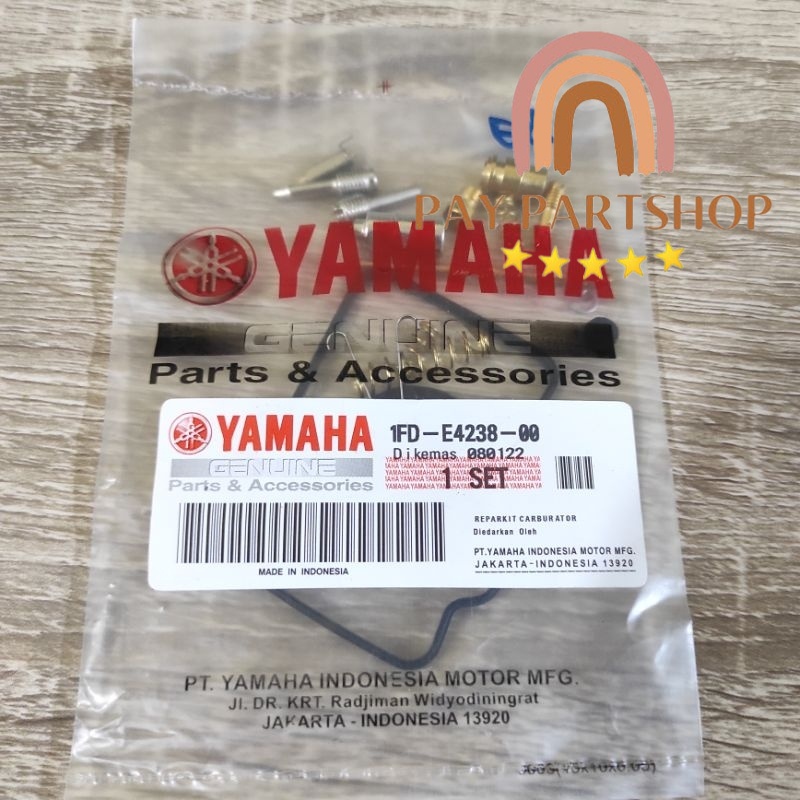 PAY PARTSHOP
YAMAHA
GENUINE
Parts & Accessories
YAMAHA
GENUINE
Parts & Accessories
1FD-E4238-00
Dikemas 080122
1 SET
REPARKIT CARBURATOR
Diedarkan Oleh
PT.YAMAHA INDONESIA MOTOR MFG.
JAKARTA-INDONESIA 13920
MADE IN INDONESIA
PT. YAMAHA INDONESIA MOTOR MFG.
Jl. DR. KRT. Radjiman Widyodiningrat
JAKARTA - INDONESIA 13920